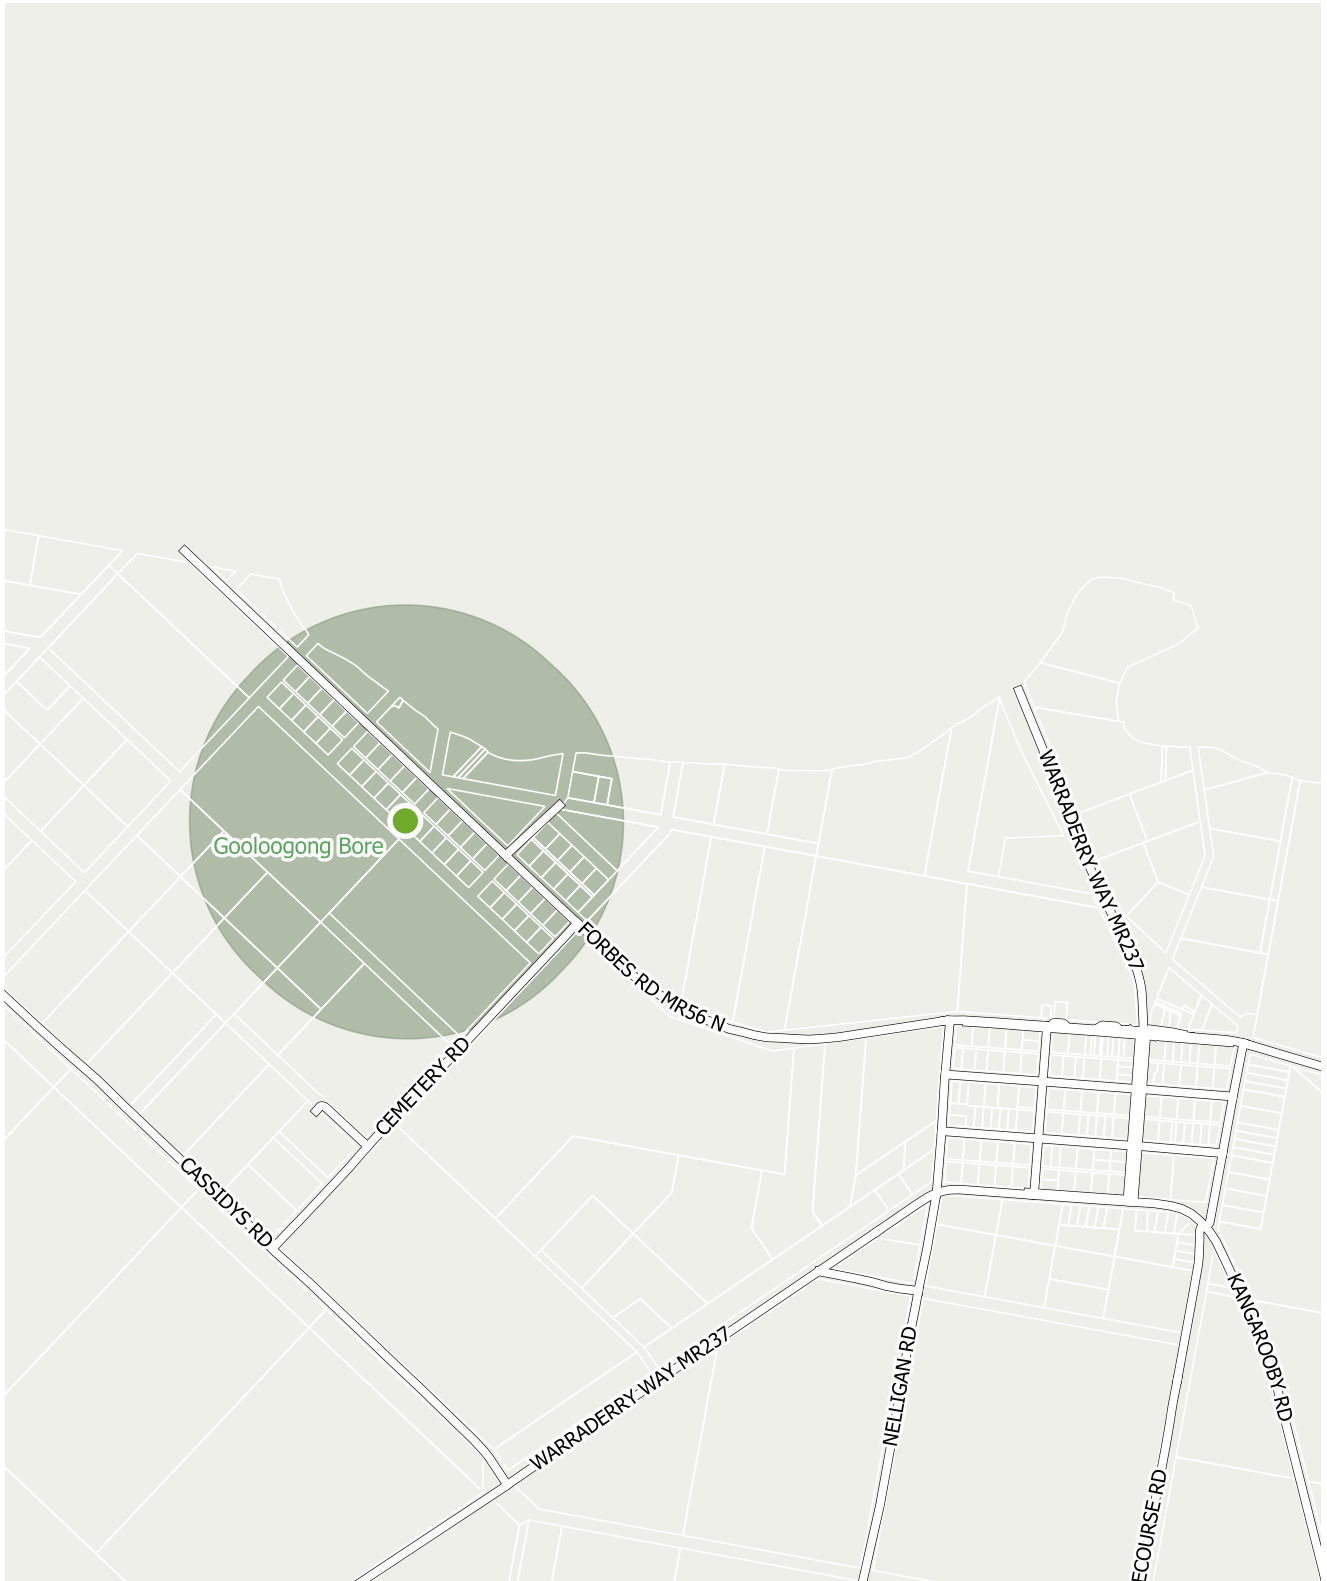 WARRADERRY WAY MR237
Gooloogong Bore
FORBES RD MR56 N
CEMETERY RD
CASSIDYS RD
WARRADERRY WAY MR237
NELLIGAN RD
KANGAROOBY RD
ECOURSE RD